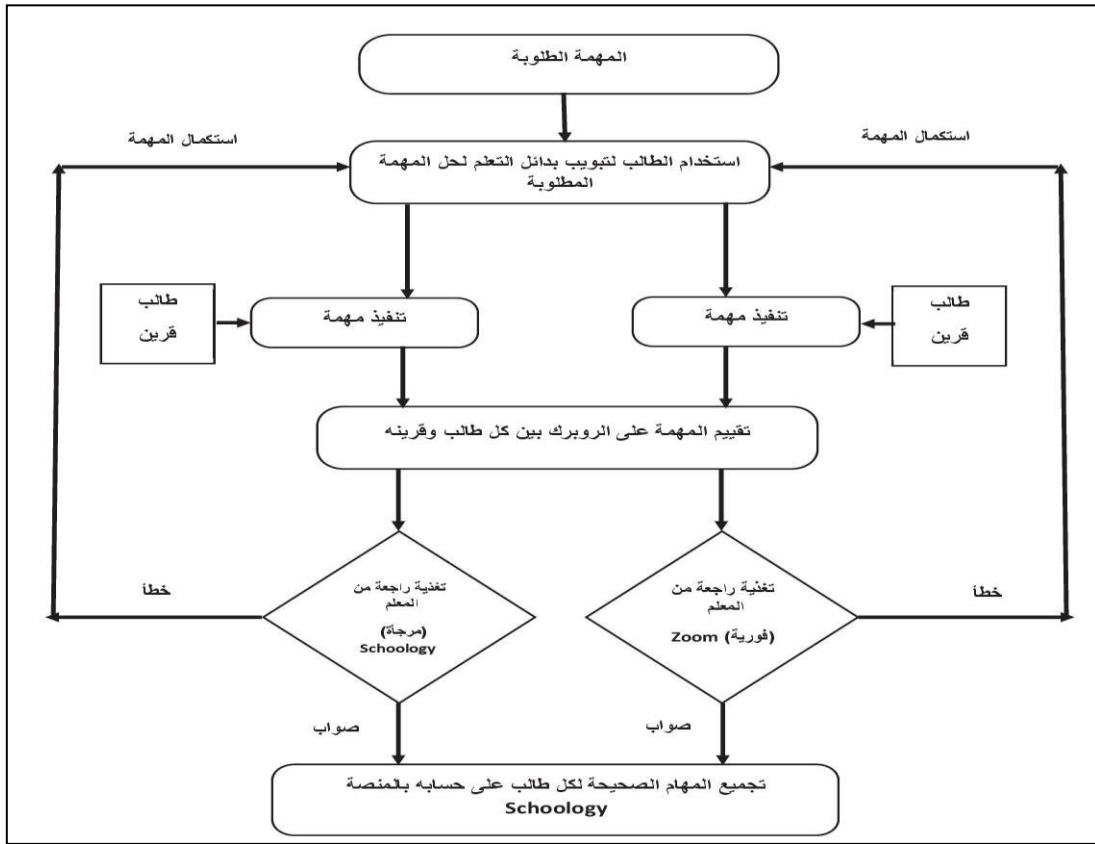 المهمة الطلوبة
استكمال المهمة
استكمال المهمة
استخدام الطالب لتبويب بدائل التعلم لحل المهمة
المطلوبة
طالب
قرين
تنفيذ مهمة
تنفيذ مهمة
طالب
قرين
تقييم المهمة على الروبرك بين كل طالب وقرينه
خطأ
تغذية راجعة من
المعلم
(فورية) Zoom
تغذية راجعة من
المعلم
(مرجاة)
Schoology
خطأ
صواب
صواب
تجميع المهام الصحيحة لكل طالب على حسابه بالمنصة
Schoology